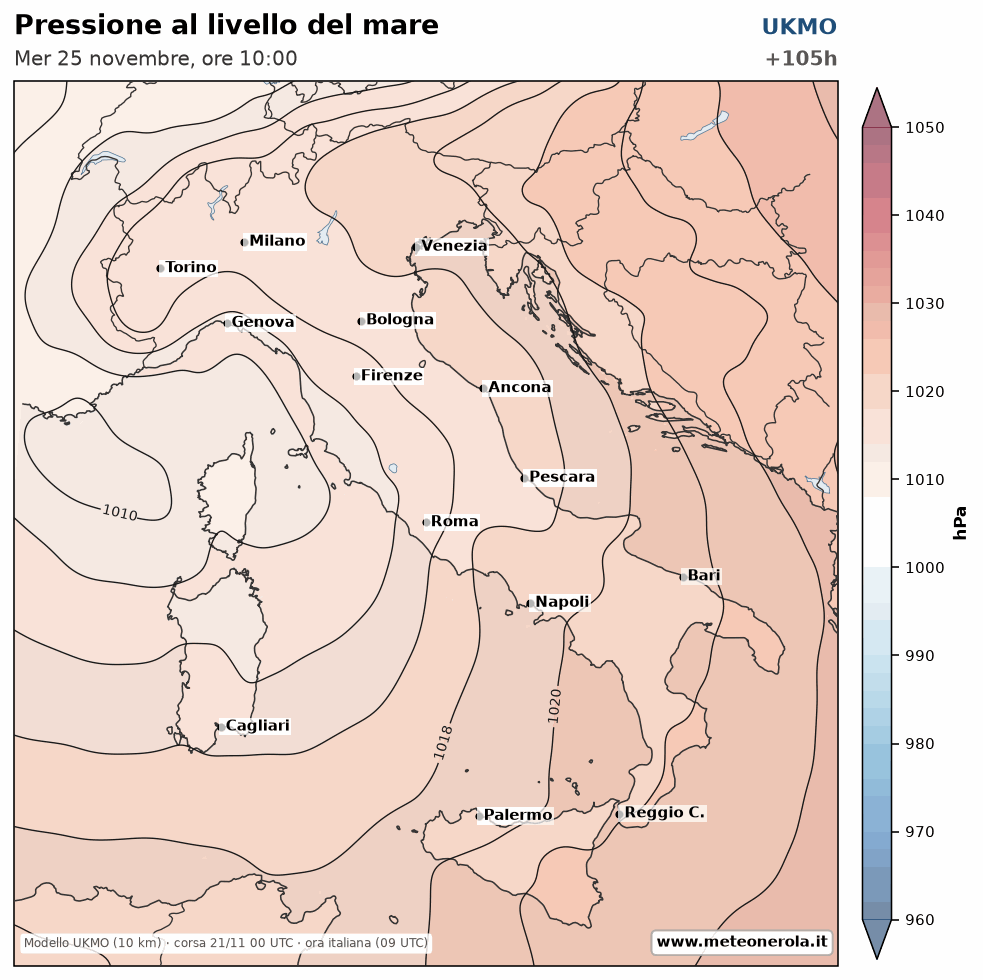 Pressione al livello del mare
UKMO
Mer 25 novembre, ore 10:00
+105h
1050
1040
1030
1020
1010
1000
990
980
970
960
hPa
Milano
Venezia
Torino
Genova
Bologna
Firenze
Ancona
Pescara
1010
Roma
Bari
Napoli
Cagliari
1020
1018
Palermo
Reggio C.
Modello UKMO (10 km) · corsa 21/11 00 UTC · ora italiana (09 UTC)
www.meteonerola.it